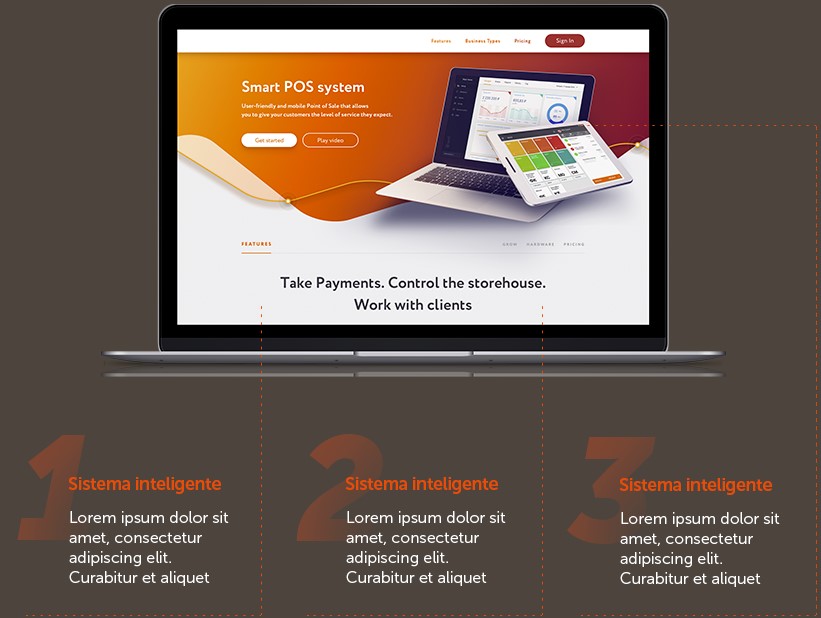 Features Business Types Pricing Sign In
Smart POS system
User-friendly and mobile Point of Sale that allows
you to give your customers the level of service they expect.
Get started Play video
FEATURES SHOW HARDWARE PRICING
Take Payments. Control the storehouse.
Work with clients
1
Sistema inteligente
Lorem ipsum dolor sit
amet, consectetur
adipiscing elit.
Curabitur et aliquet
2
Sistema inteligente
Lorem ipsum dolor sit
amet, consectetur
adipiscing elit.
Curabitur et aliquet
3
Sistema inteligente
Lorem ipsum dolor sit
amet, consectetur
adipiscing elit.
Curabitur et aliquet